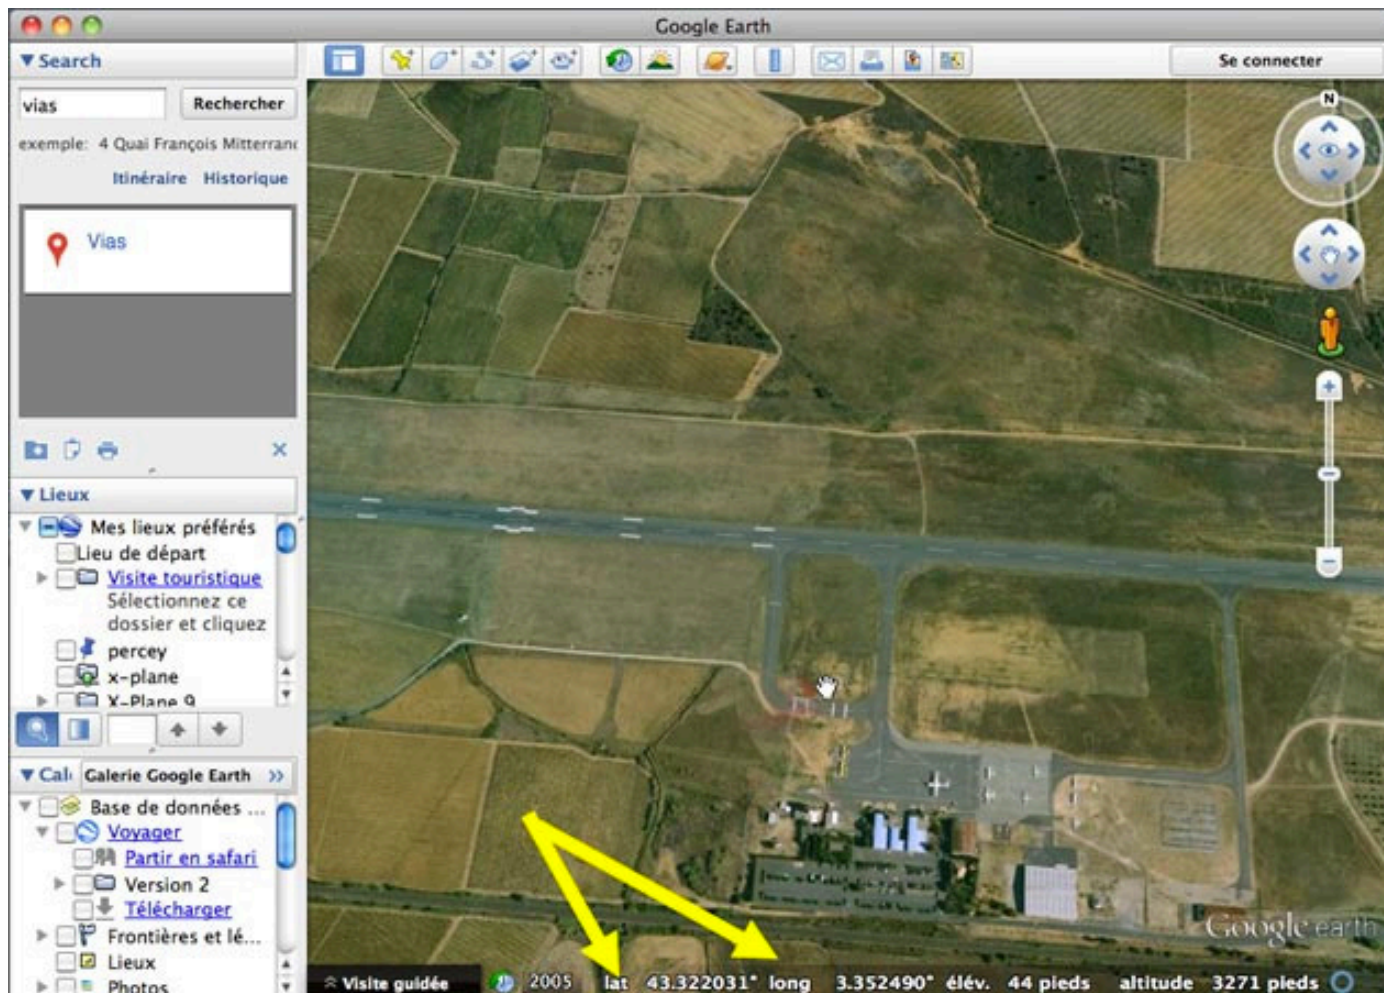 Google Earth
Search
Se connecter
vias
Rechercher
exemple: 4 Quai François Mitterran
Itinéraire Historique
Vias
N
Lieux
Mes lieux préférés
Lieu de départ
Visite touristique
Sélectionnez ce
dossier et cliquez
percey
x-plane
X-Plane 9
Cal Galerie Google Earth
Base de données ...
Voyager
Partir en safari
Version 2
Télécharger
Frontières et lé...
Lieux
Photos
Google earth
Visite guidée 2005 lat 43.322031° long 3.352490° élév. 44 pieds altitude 3271 pieds